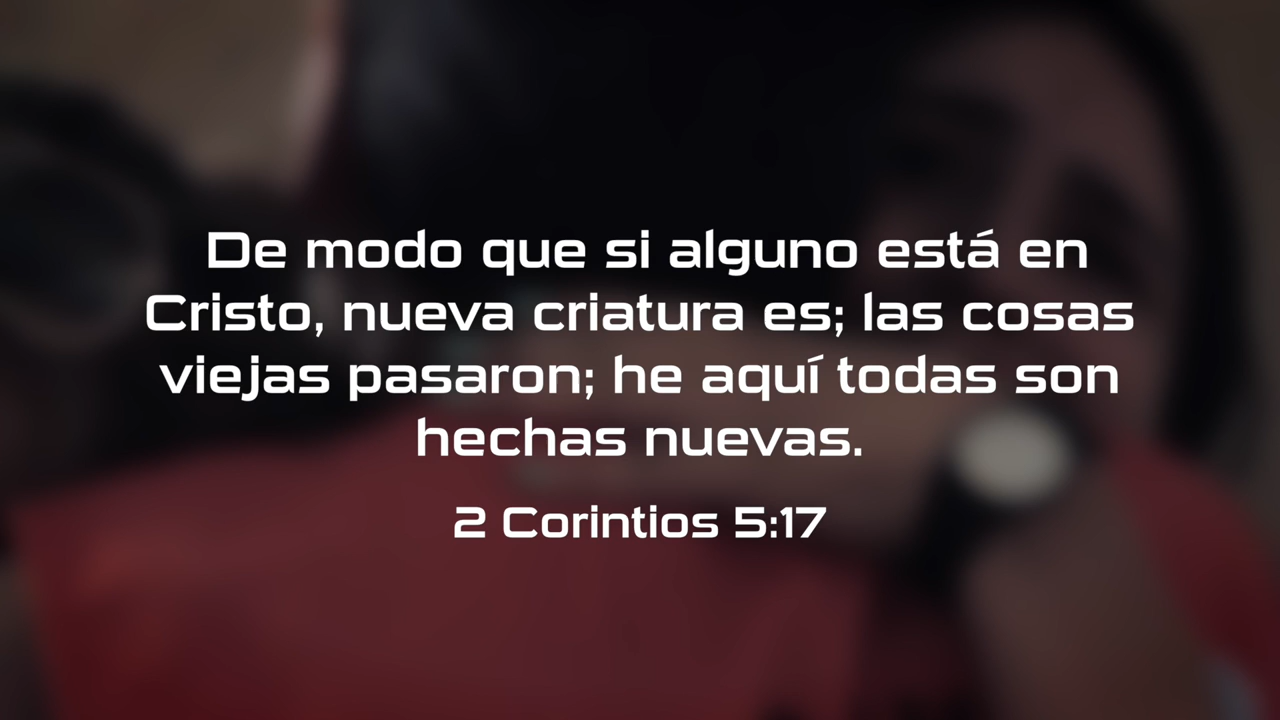 De modo que si alguno está en
Cristo, nueva criatura es; las cosas
viejas pasaron; he aquí todas son
hechas nuevas.
2 Corintios 5:17